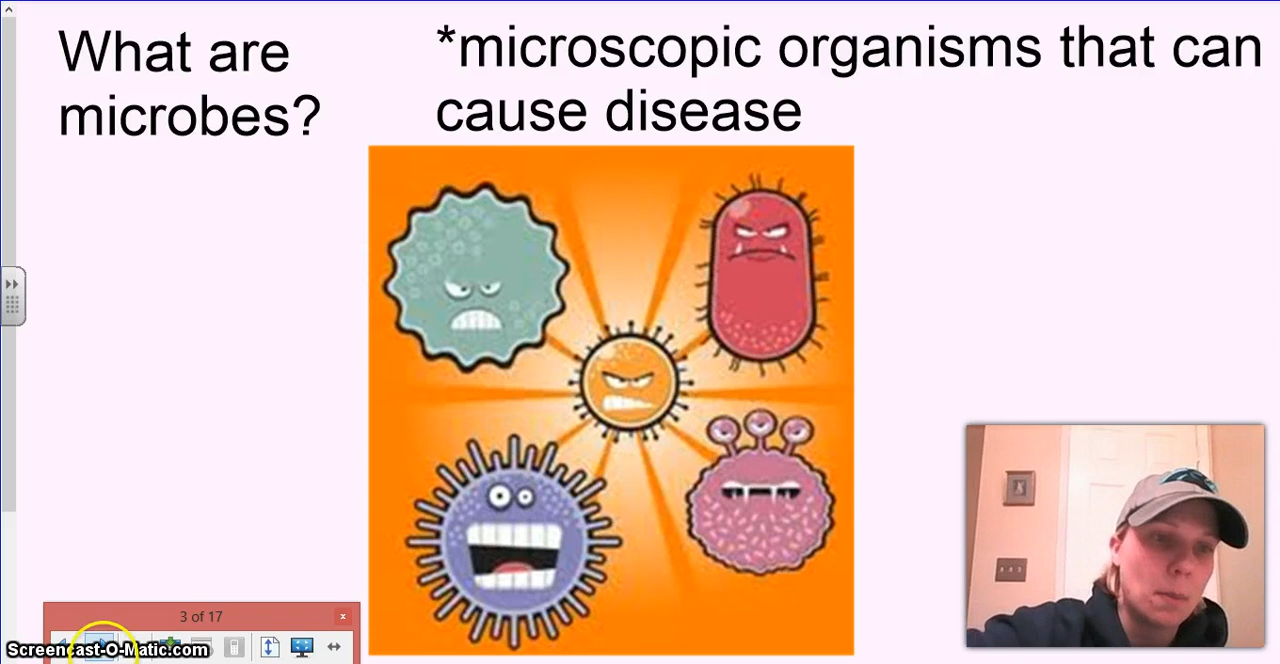 What are
microbes?
*microscopic organisms that can
cause disease
3 of 17
x
Screencast-O-Matic.com